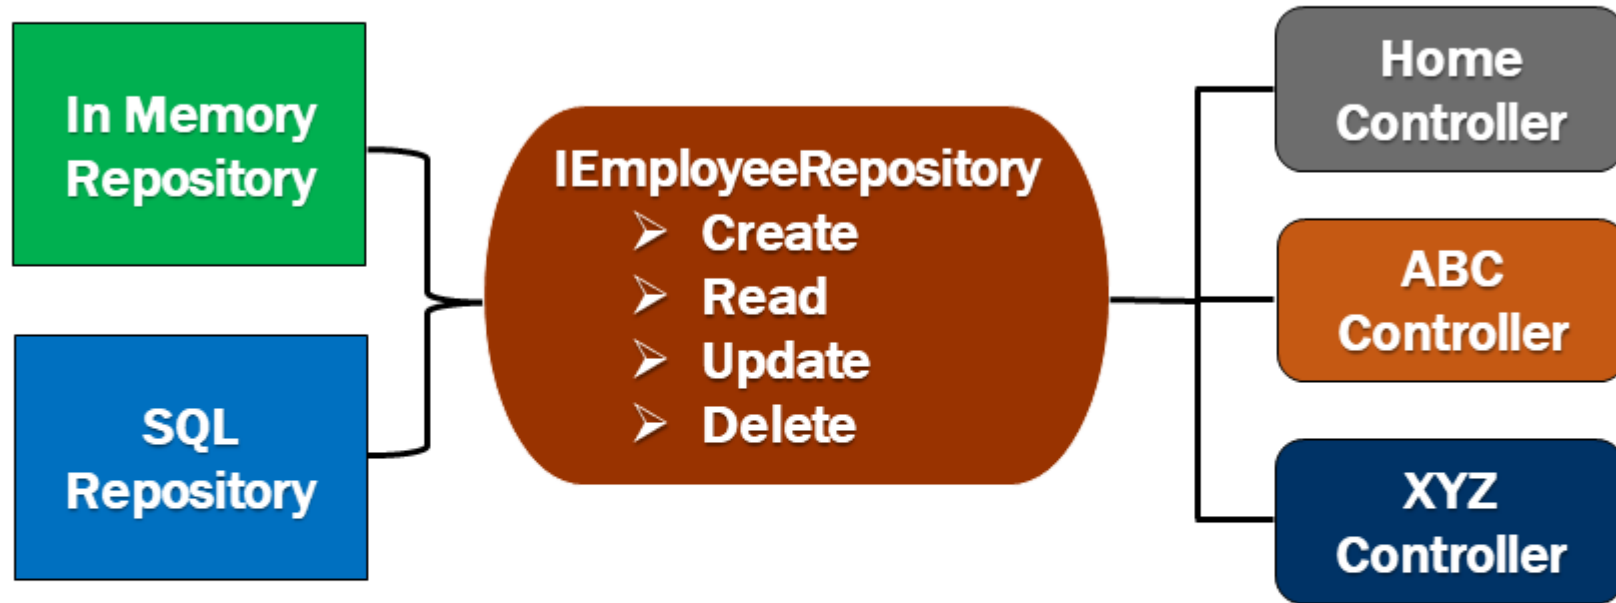 In Memory
Repository
SQL
Repository
IEmployeeRepository
➢ Create
➢ Read
➢ Update
➢ Delete
Home
Controller
ABC
Controller
XYZ
Controller